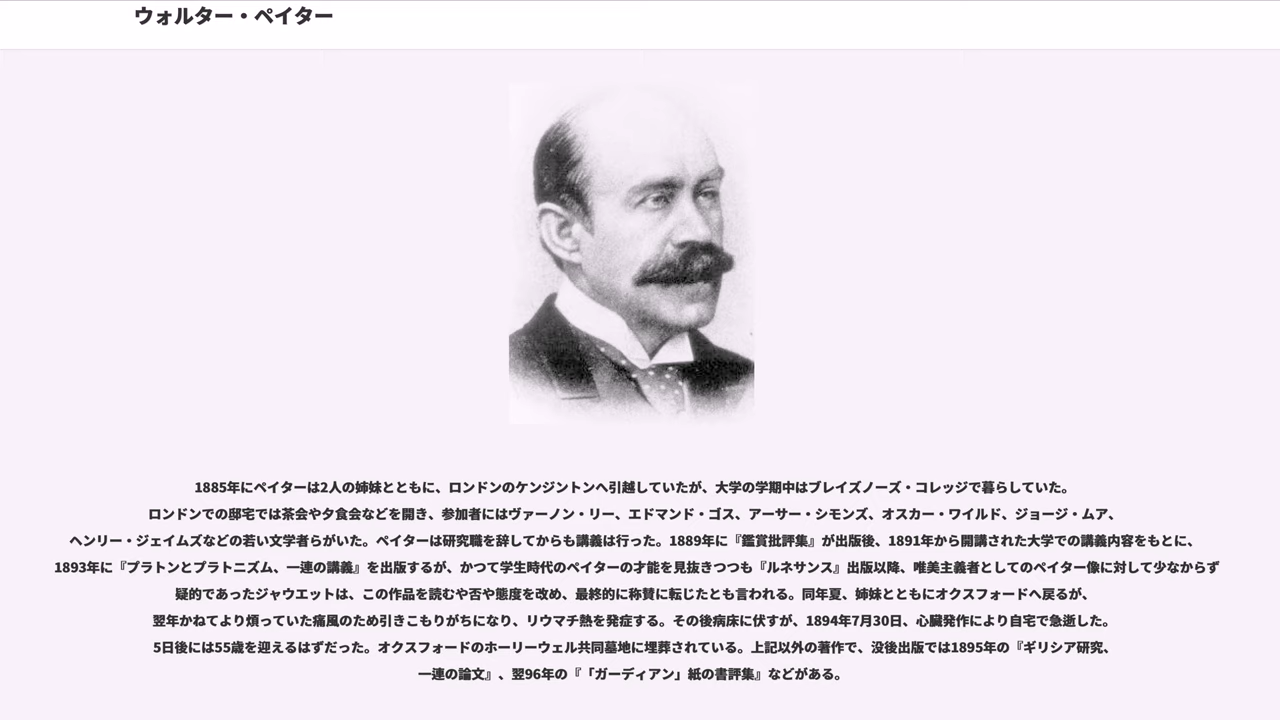 ウォルター・ペイター
1885年にペイターは2人の姉妹とともに、ロンドンのケンジントンへ引越していたが、大学の学期中はブレイズノーズ・コレッジで暮らしていた。
ロンドンでの邸宅では茶会や夕食会などを開き、参加者にはヴァーノン・リー、エドマンド・ゴス、アーサー・シモンズ、オスカー・ワイルド、ジョージ・ムア、
ヘンリー・ジェイムズなどの若い文学者らがいた。ペイターは研究職を辞してからも講義は行った。1889年に『鑑賞批評集』が出版後、1891年から開講された大学での講義内容をもとに、
1893年に『プラトンとプラトニズム、一連の講義』を出版するが、かつて学生時代のペイターの才能を見抜きつつも『ルネサンス』出版以降、唯美主義者としてのペイター像に対して少なからず
疑的であったジャウエットは、この作品を読むや否や態度を改め、最終的に称賛に転じたとも言われる。同年夏、姉妹とともにオクスフォードへ戻るが、
翌年かねてより煩っていた痛風のため引きこもりがちになり、リウマチ熱を発症する。その後病床に伏すが、1894年7月30日、心臓発作により自宅で急逝した。
5日後には55歳を迎えるはずだった。オクスフォードのホーリーウェル共同墓地に埋葬されている。上記以外の著作で、没後出版では1895年の『ギリシア研究、
一連の論文』、翌96年の『「ガーディアン」紙の書評集』などがある。